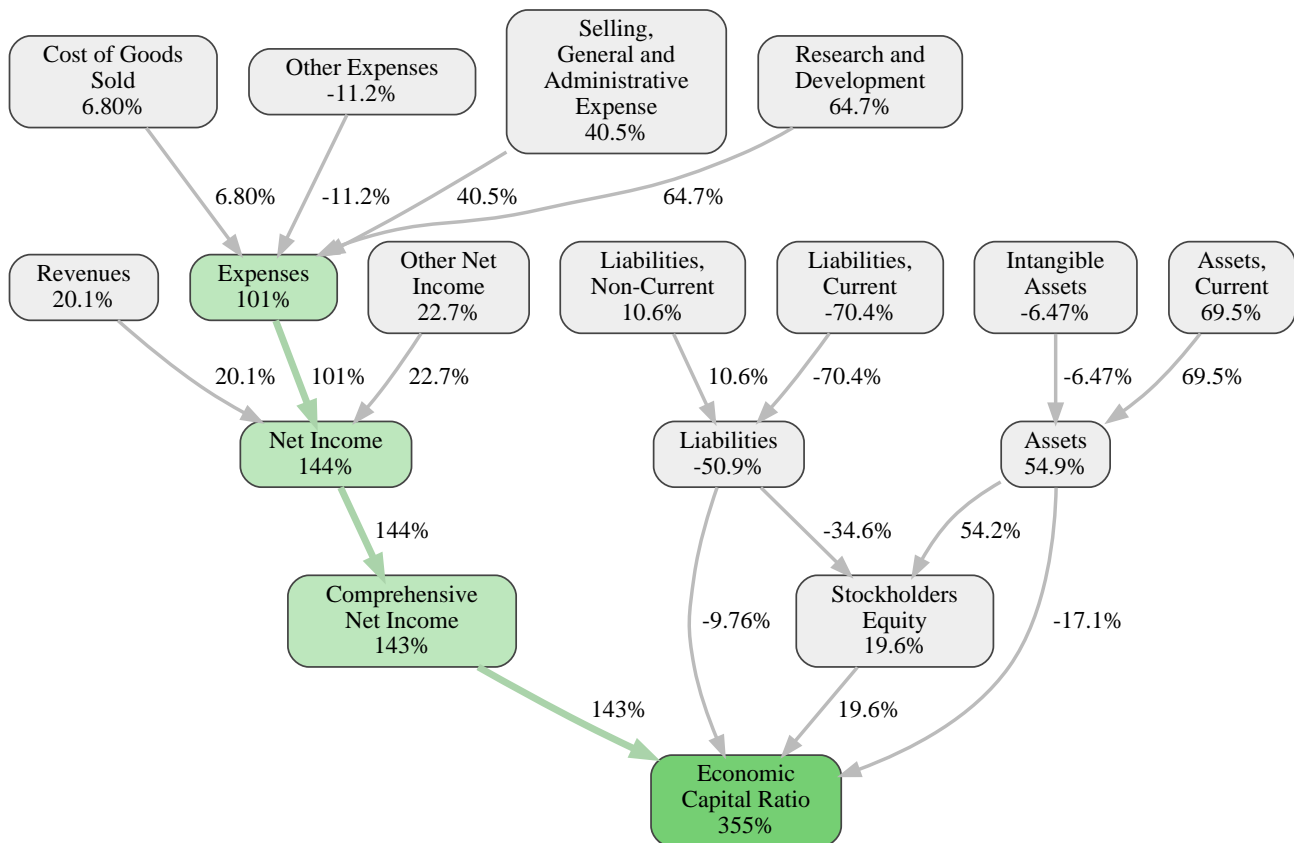 Cost of Goods
Sold
6.80%
Other Expenses
-11.2%
Selling,
General and
Administrative
Expense
40.5%
Research and
Development
64.7%
6.80%
-11.2%
40.5%
64.7%
Revenues
20.1%
Expenses
101%
Other Net
Income
22.7%
Liabilities,
Non-Current
10.6%
Liabilities,
Current
-70.4%
Intangible
Assets
-6.47%
Assets,
Current
69.5%
20.1%
101%
22.7%
10.6%
-70.4%
-6.47%
69.5%
Net Income
144%
Liabilities
-50.9%
Assets
54.9%
144%
-34.6%
54.2%
Comprehensive
Net Income
143%
-9.76%
Stockholders
Equity
19.6%
-17.1%
143%
19.6%
Economic
Capital Ratio
355%